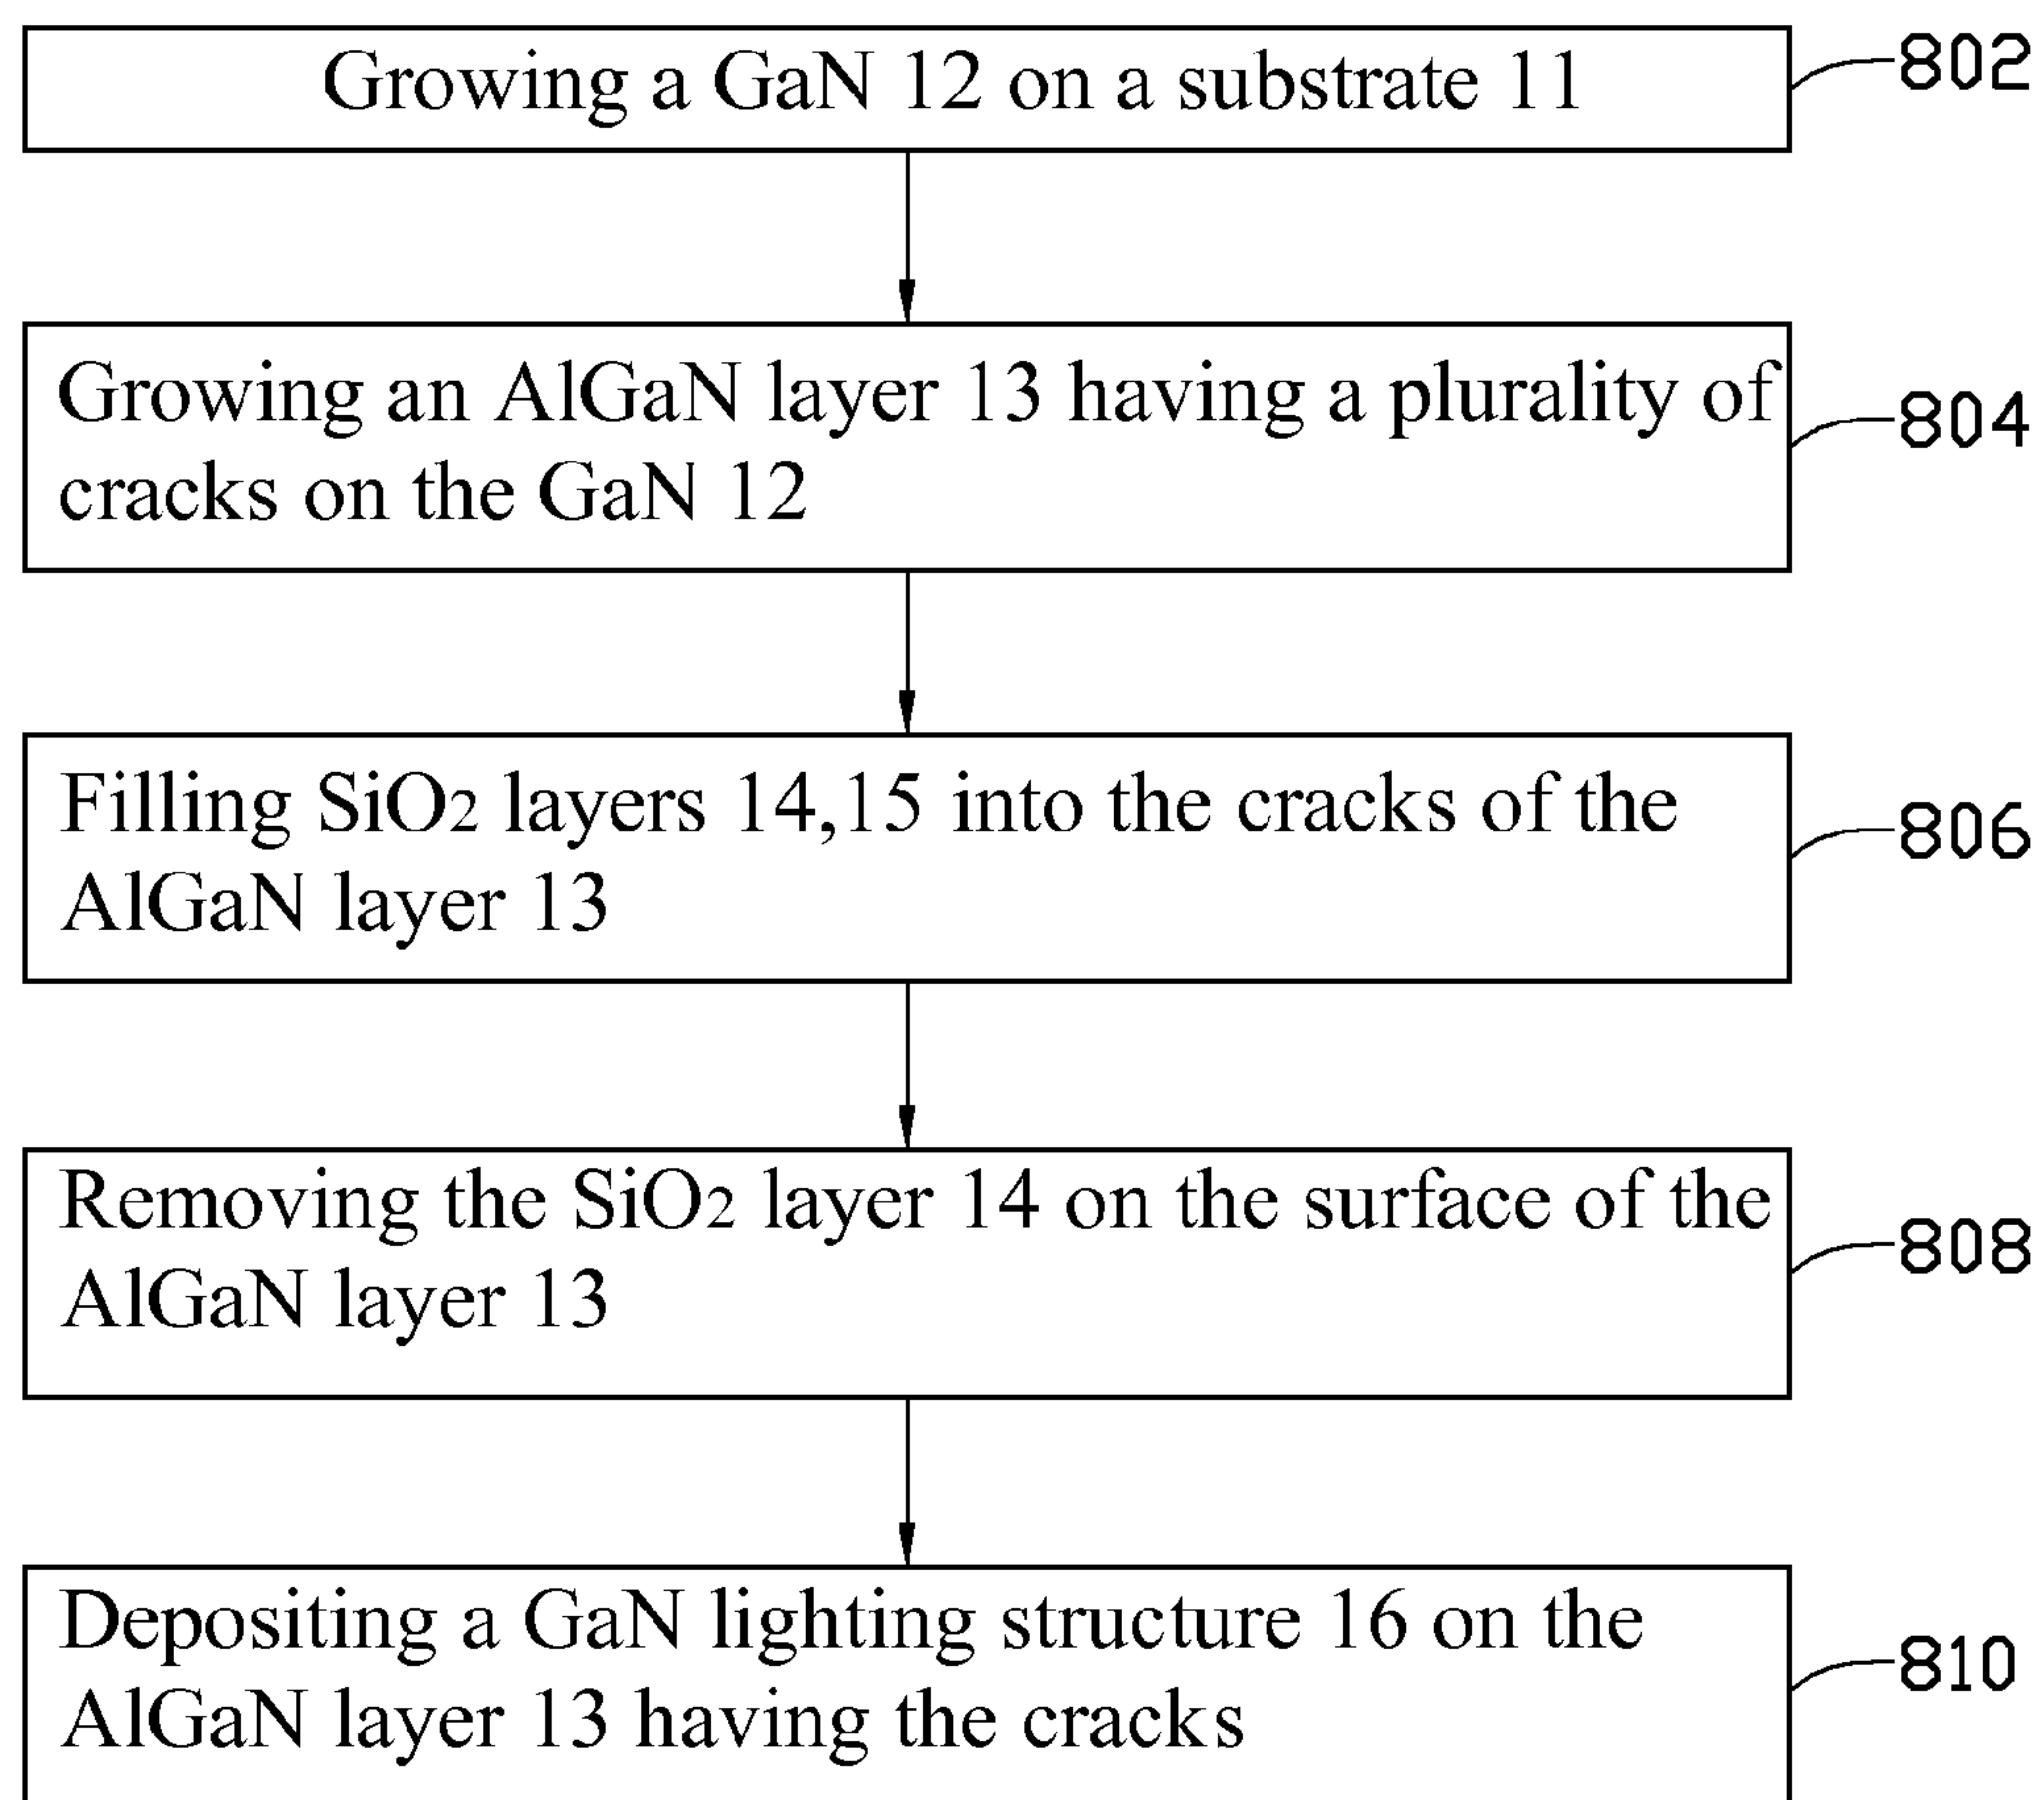 Growing a GaN 12 on a substrate 11
802
Growing an AlGaN layer 13 having a plurality of
cracks on the GaN 12
804
Filling SiO2 layers 14,15 into the cracks of the
AlGaN layer 13
806
Removing the SiO2 layer 14 on the surface of the
AlGaN layer 13
808
Depositing a GaN lighting structure 16 on the
AlGaN layer 13 having the cracks
810